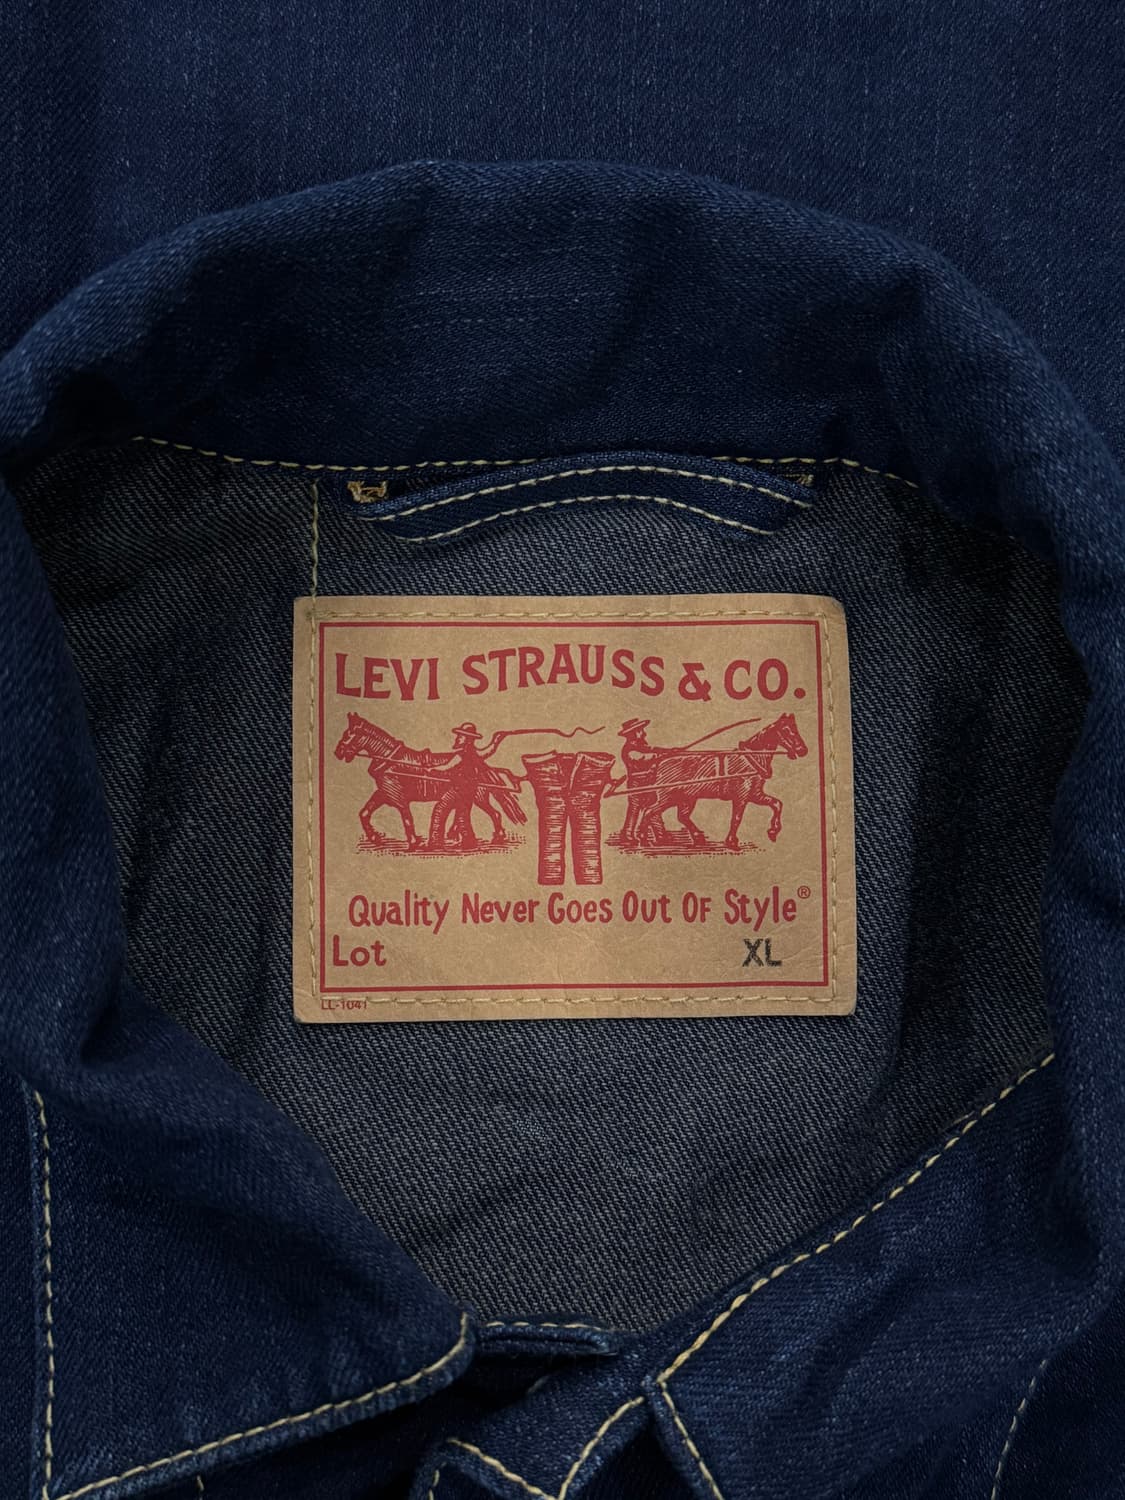 LEVI STRAUSS & CO.
Quality Never Goes Out Of Style®
Lot XL
LL-1041